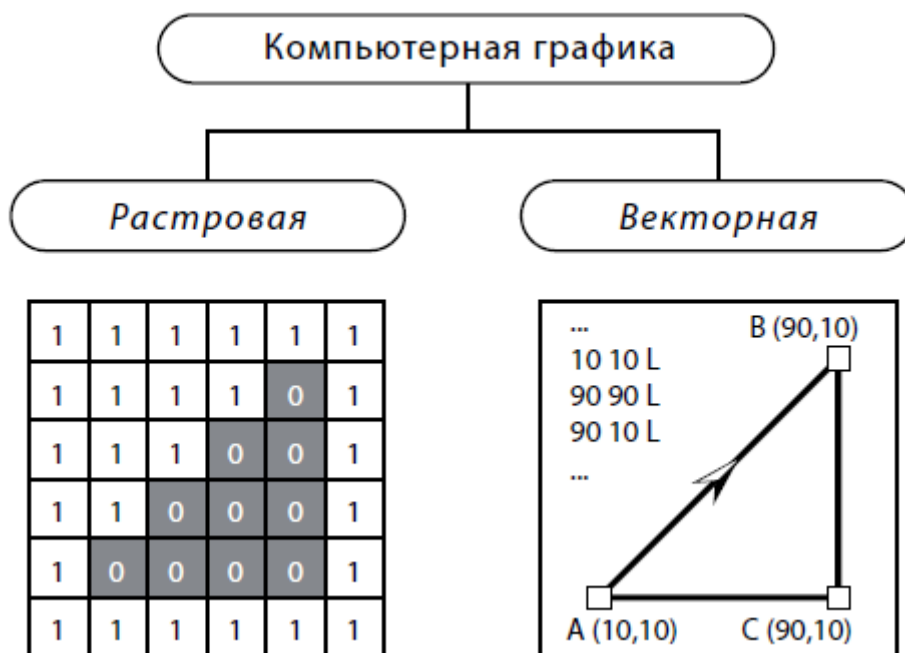 Компьютерная графика
Растровая
Векторная
1 1 1 1 1 1
1 1 1 1 0 1
1 1 1 0 0 1
1 1 0 0 0 1
1 0 0 0 0 1
1 1 1 1 1 1
...
10 10 L
90 90 L
90 10 L
...
B (90,10)
A (10,10)
C (90,10)